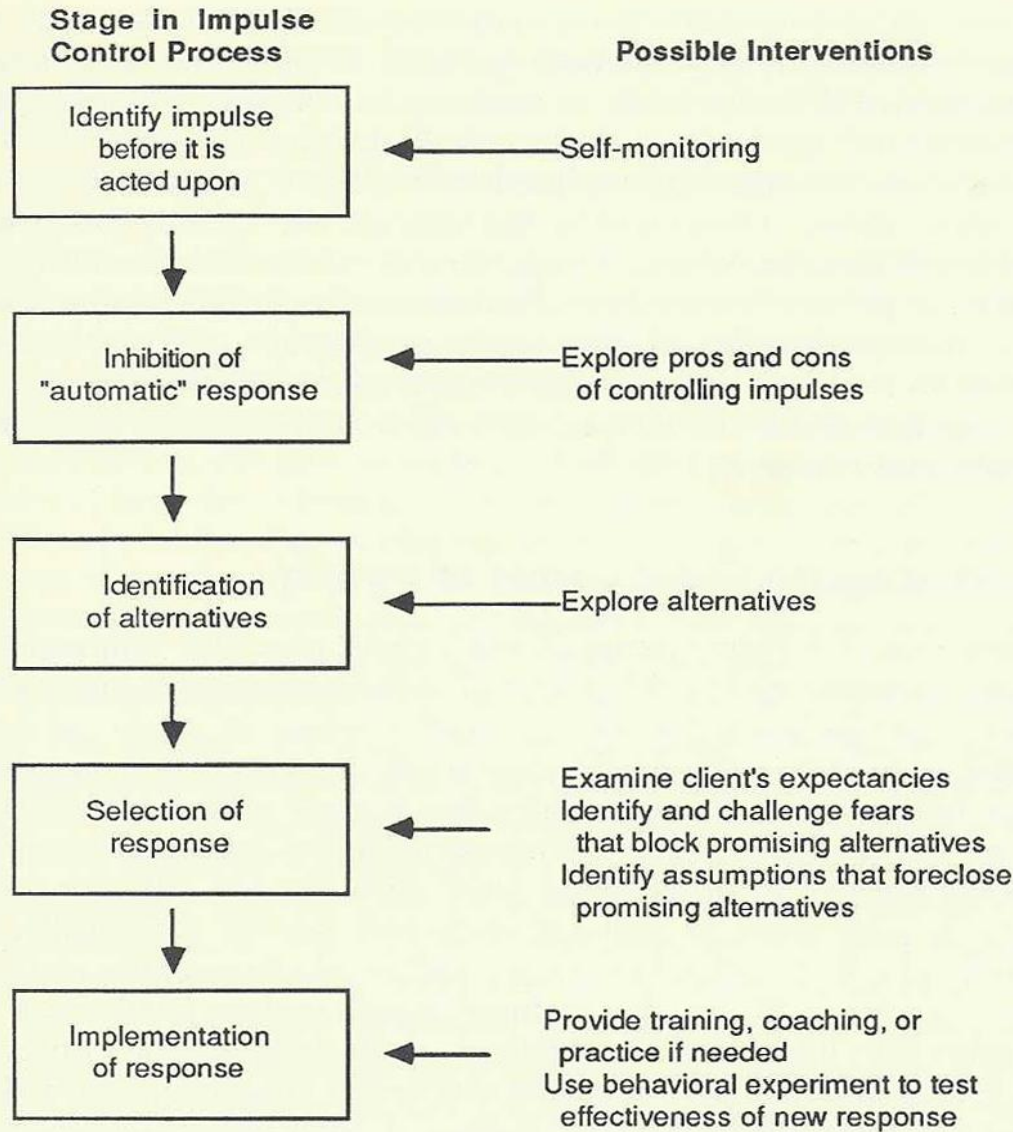 Stage in Impulse
Control Process
Possible Interventions
Identify impulse
before it is
acted upon
Self-monitoring
Inhibition of
"automatic" response
Explore pros and cons
of controlling impulses
Identification
of alternatives
Explore alternatives
Selection of
response
Examine client's expectancies
Identify and challenge fears
that block promising alternatives
Identify assumptions that foreclose
promising alternatives
Implementation
of response
Provide training, coaching, or
practice if needed
Use behavioral experiment to test
effectiveness of new response